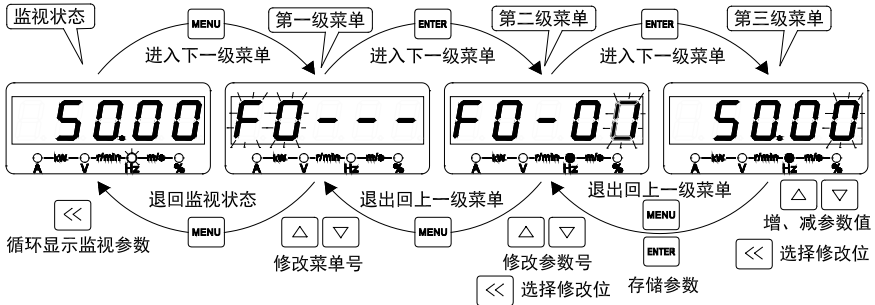 监视状态
MENU
第一级菜单
ENTER
第二级菜单
ENTER
第三级菜单
进入下一级菜单
进入下一级菜单
进入下一级菜单
50.00
F0---
F0-00
50.00
A kw V r/min Hz m/s %
A kw V r/min Hz m/s %
A kw V r/min Hz m/s %
A kw V r/min Hz m/s %
退回监视状态
退出回上一级菜单
退出回上一级菜单
<<
MENU
MENU
MENU
△ ▽
增、减参数值
循环显示监视参数
△ ▽
修改菜单号
△ ▽
修改参数号
ENTER
<< 选择修改位
存储参数
<< 选择修改位